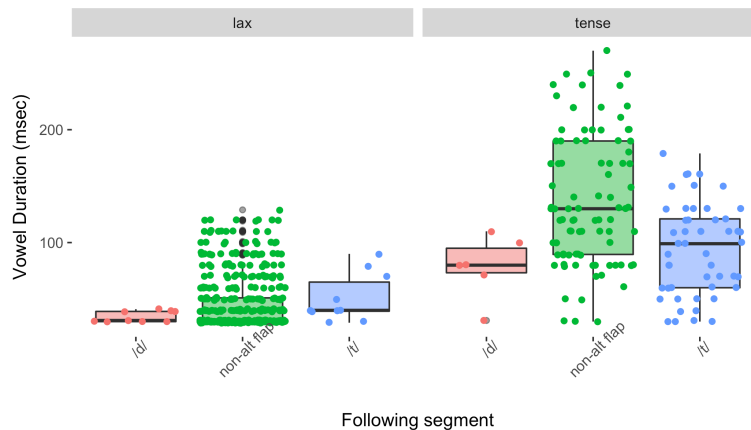 lax
tense
Vowel Duration (msec)
200
100
/d/
non-alt flap
/t/
/d/
non-alt flap
/t/
Following segment